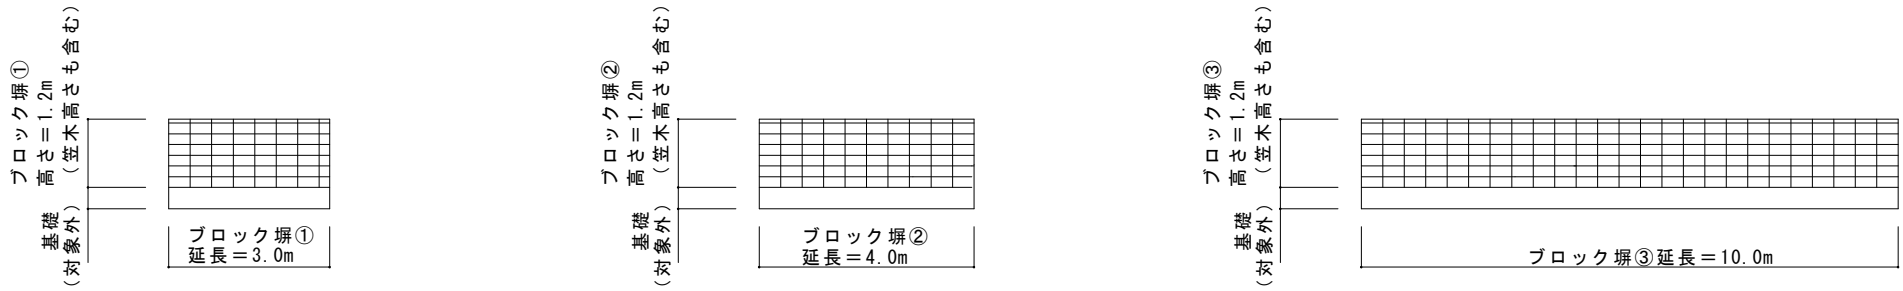 ブロック塀①
高さ＝1.2m
（笠木高さも含む）
基礎
（対象外）
ブロック塀①
延長＝3.0m
ブロック塀②
高さ＝1.2m
（笠木高さも含む）
基礎
（対象外）
ブロック塀②
延長＝4.0m
ブロック塀③
高さ＝1.2m
（笠木高さも含む）
基礎
（対象外）
ブロック塀③延長＝10.0m